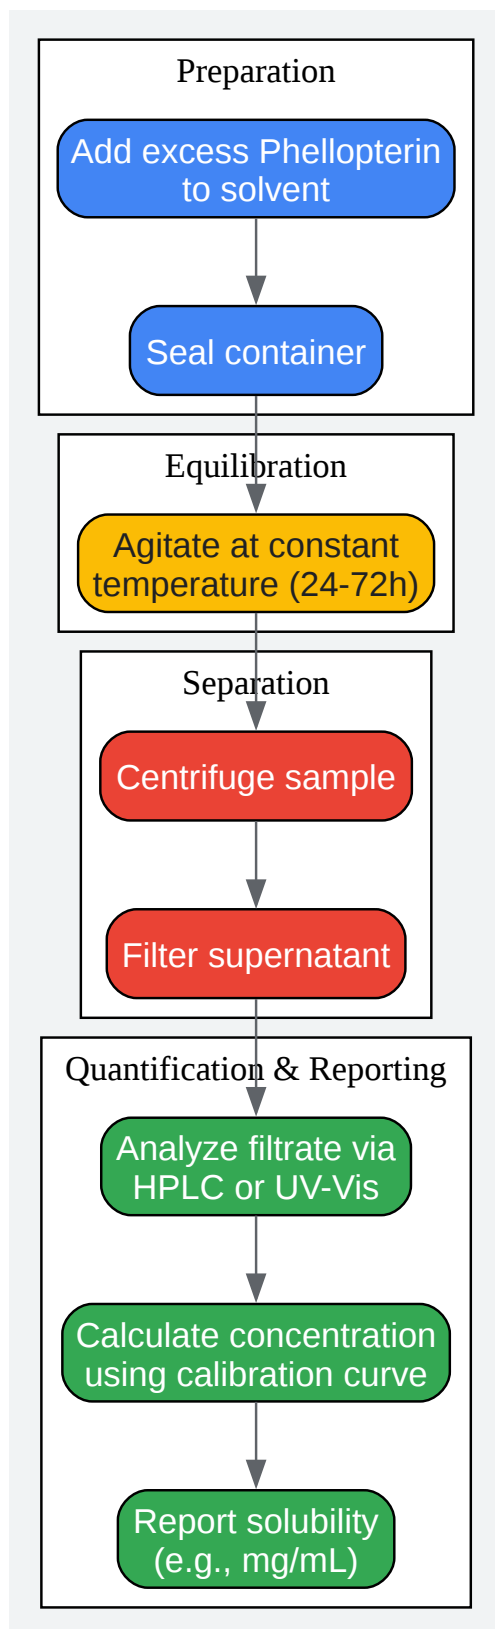 Preparation
Add excess Phellopterin
to solvent
Seal container
Equilibration
Agitate at constant
temperature (24-72h)
Separation
Centrifuge sample
Filter supernatant
Quantification & Reporting
Analyze filtrate via
HPLC or UV-Vis
Calculate concentration
using calibration curve
Report solubility
(e.g., mg/mL)